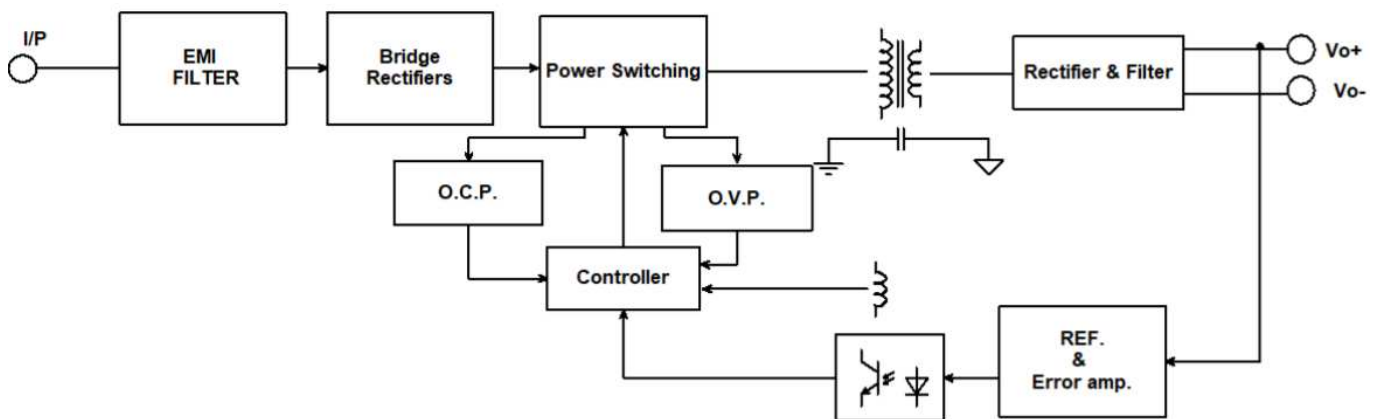 I/P
EMI
FILTER
Bridge
Rectifiers
Power Switching
Rectifier & Filter
Vo+
Vo-
O.C.P.
O.V.P.
Controller
REF.
&
Error amp.